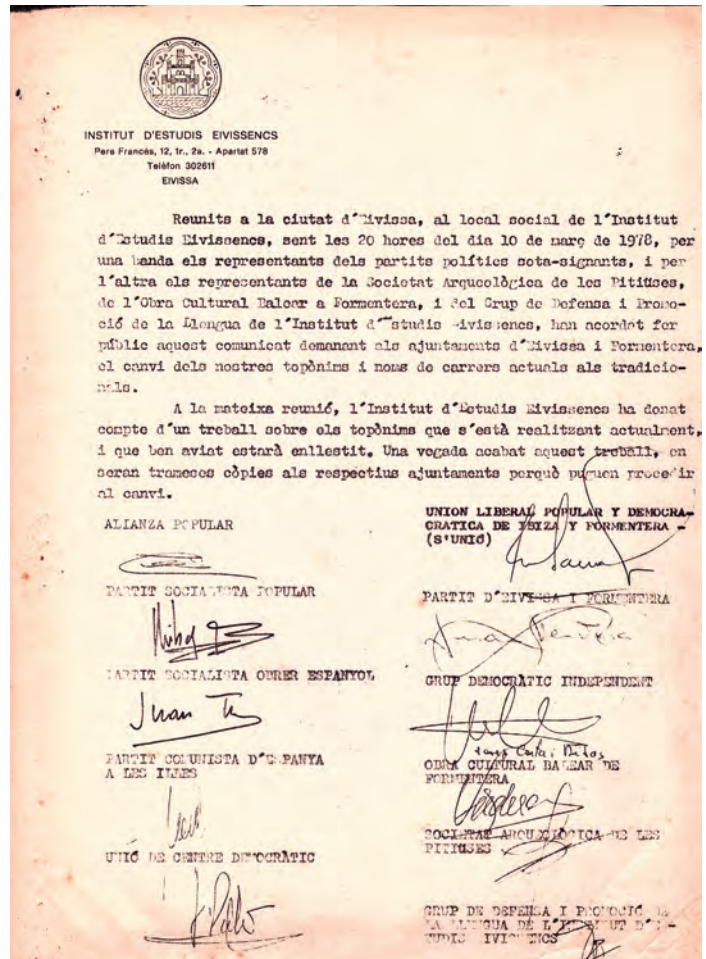 INSTITUT D'ESTUDIS EIVISSENCS
Pere Francès, 12, 1r., 2a. - Apartat 578
Telèfon 302611
EIVISSA
Reunits a la ciutat d'Eivissa, al local social de l'Institut
d'Estudis Eivissencs, sent les 20 hores del dia 10 de març de 1978, per
una banda els representants dels partits polítics sota-signants, i per
l'altra els representants de la Societat Arqueològica de les Pitiüses,
de l'Obra Cultural Balear a Formentera, i del Grup de Defensa i Promo-
ció de la Llengua de l'Institut d'Estudis Eivissencs, han acordat fer
públic aquest comunicat demanant als ajuntaments d'Eivissa i Formentera,
el canvi dels nostres topònims i noms de carrers actuals als tradicio-
nals.
A la mateixa reunió, l'Institut d'Estudis Eivissencs ha donat
compte d'un treball sobre els topònims que s'està realitzant actualment,
i que ben aviat estarà enllestit. Una vegada acabat aquest treball, en
seran trameses còpies als respectius ajuntaments perquè puguen procedir
al canvi.
ALIANZA POPULAR
PARTIT SOCIALISTA POPULAR
PARTIT SOCIALISTA OBRER ESPANYOL
Juan
PARTIT COMUNISTA D'ESPANYA
A LES ILLES
UNIÓ DE CENTRE DEMOCRÀTIC
UNION LIBERAL POPULAR Y DEMOCRA-
CRATICA DE IBIZA Y FORMENTERA -
(S'UNIÓ)
PARTIT D'EIVISSA I FORMENTERA
GRUP DEMOCRÀTIC INDEPENDENT
OBRA CULTURAL BALEAR DE
FORMENTERA
SOCIETAT ARQUEOLÒGICA DE LES
PITIÜSES
GRUP DE DEFENSA I PROMOCIÓ DE
LA LLENGUA DE L'INSTITUT D'ES-
TUDIS EIVISSENCS